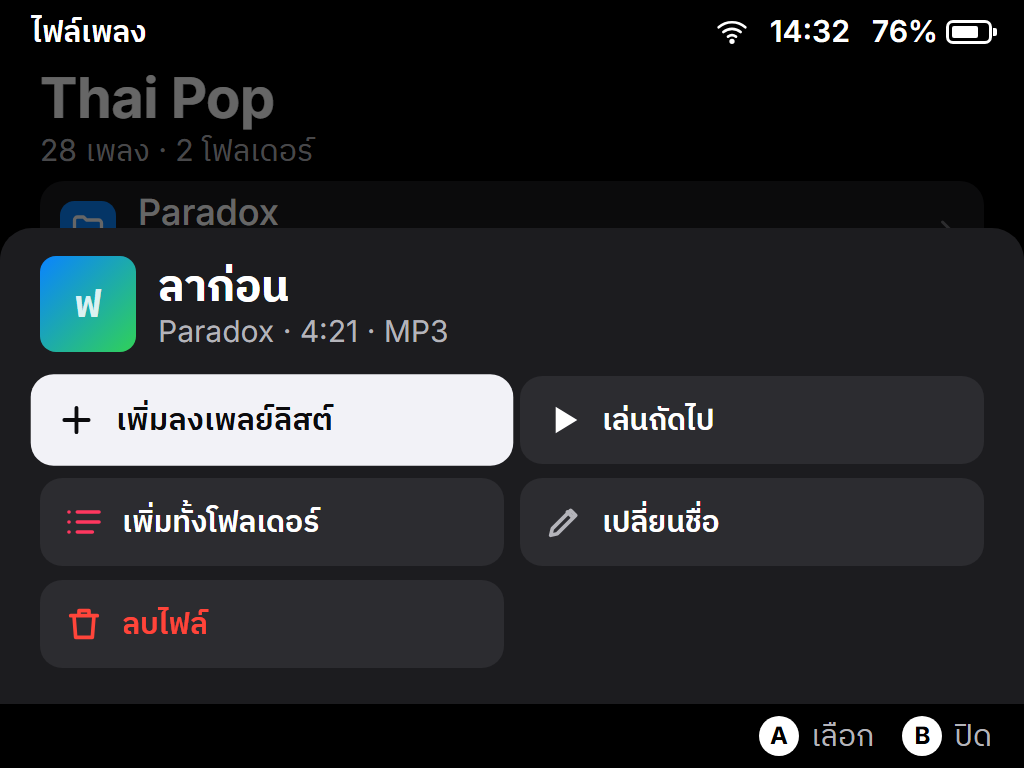 ไฟล์เพลง
14:32 76%
Thai Pop
28 เพลง · 2 โฟลเดอร์
Paradox
ฟ
ลาก่อน
Paradox · 4:21 · MP3
เพิ่มลงเพลย์ลิสต์
เล่นถัดไป
เพิ่มทั้งโฟลเดอร์
เปลี่ยนชื่อ
ลบไฟล์
A เลือก B ปิด